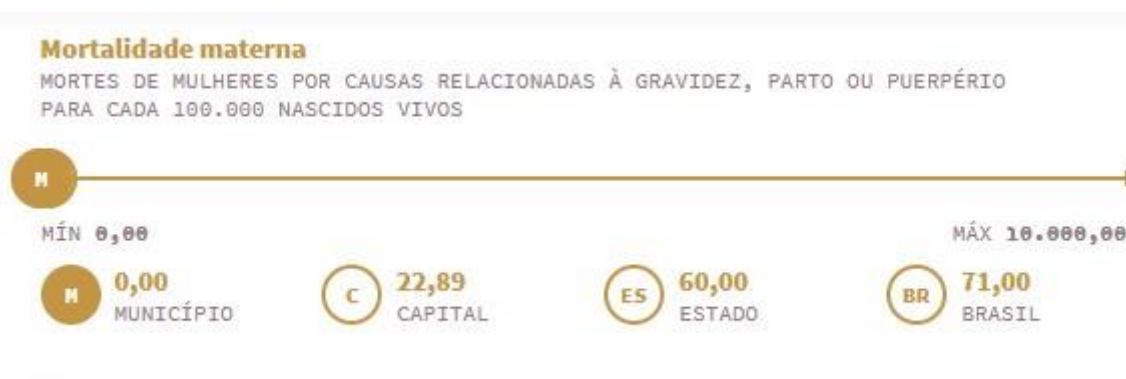 Mortalidade materna
MORTES DE MULHERES POR CAUSAS RELACIONADAS À GRAVIDEZ, PARTO OU PUERPÉRIO
PARA CADA 100.000 NASCIDOS VIVOS
M
MÍN 0,00 MÁX 10.000,00
M 0,00 C 22,89 ES 60,00 BR 71,00
MUNICÍPIO CAPITAL ESTADO BRASIL